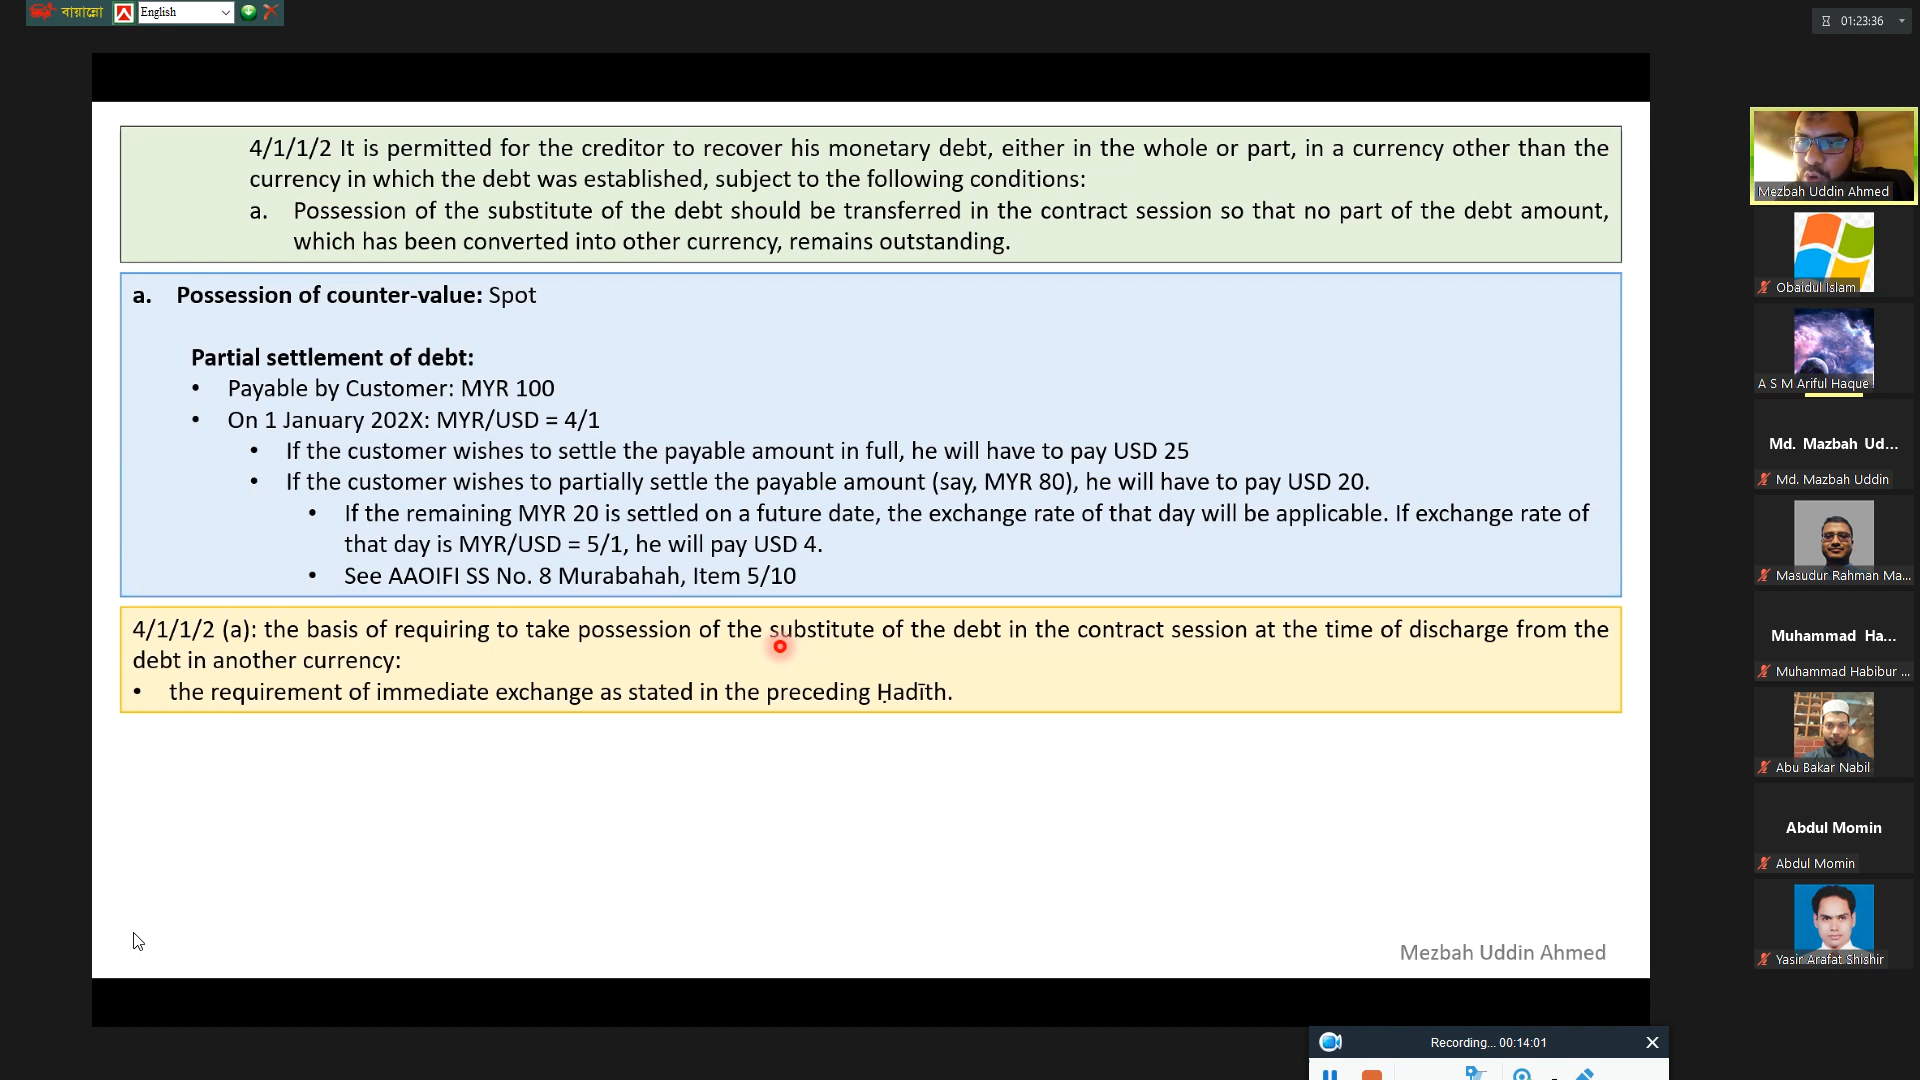 বায়ান্নো
English
01:23:36
4/1/1/2 It is permitted for the creditor to recover his monetary debt, either in the whole or part, in a currency other than the
currency in which the debt was established, subject to the following conditions:
a. Possession of the substitute of the debt should be transferred in the contract session so that no part of the debt amount,
which has been converted into other currency, remains outstanding.
a. Possession of counter-value: Spot
Partial settlement of debt:
• Payable by Customer: MYR 100
• On 1 January 202X: MYR/USD = 4/1
• If the customer wishes to settle the payable amount in full, he will have to pay USD 25
• If the customer wishes to partially settle the payable amount (say, MYR 80), he will have to pay USD 20.
• If the remaining MYR 20 is settled on a future date, the exchange rate of that day will be applicable. If exchange rate of
that day is MYR/USD = 5/1, he will pay USD 4.
• See AAOIFI SS No. 8 Murabahah, Item 5/10
4/1/1/2 (a): the basis of requiring to take possession of the substitute of the debt in the contract session at the time of discharge from the
debt in another currency:
• the requirement of immediate exchange as stated in the preceding Ḥadīth.
Mezbah Uddin Ahmed
Mezbah Uddin Ahmed
Obaidul Islam
A S M Ariful Haque
Md. Mazbah Ud...
Md. Mazbah Uddin
Masudur Rahman Ma...
Muhammad Ha...
Muhammad Habibur ...
Abu Bakar Nabil
Abdul Momin
Abdul Momin
Yasir Arafat Shishir
Recording... 00:14:01